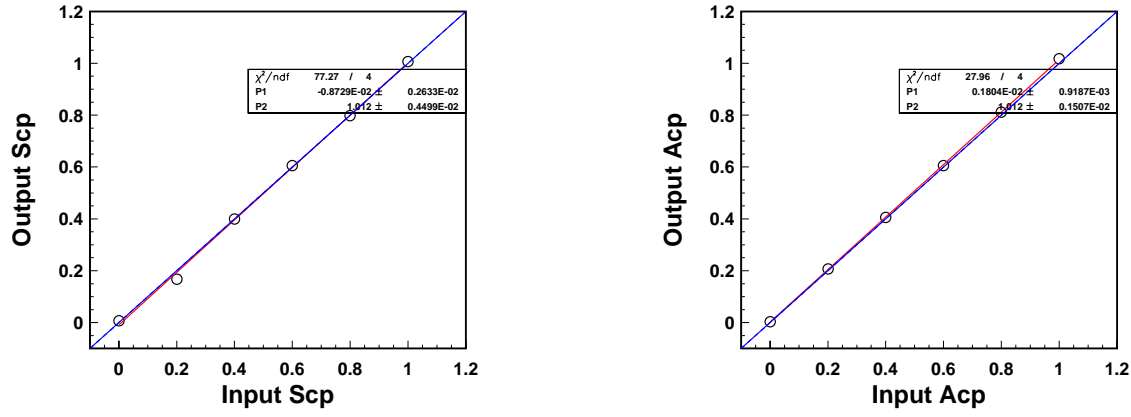 1.2
1
0.8
0.6
0.4
0.2
0
Output Scp
χ²/ndf 77.27 / 4
P1 -0.8729E-02 ± 0.2633E-02
P2 1.012 ± 0.4499E-02
0 0.2 0.4 0.6 0.8 1 1.2
Input Scp
1.2
1
0.8
0.6
0.4
0.2
0
Output Acp
χ²/ndf 27.96 / 4
P1 0.1804E-02 ± 0.9187E-03
P2 1.012 ± 0.1507E-02
0 0.2 0.4 0.6 0.8 1 1.2
Input Acp